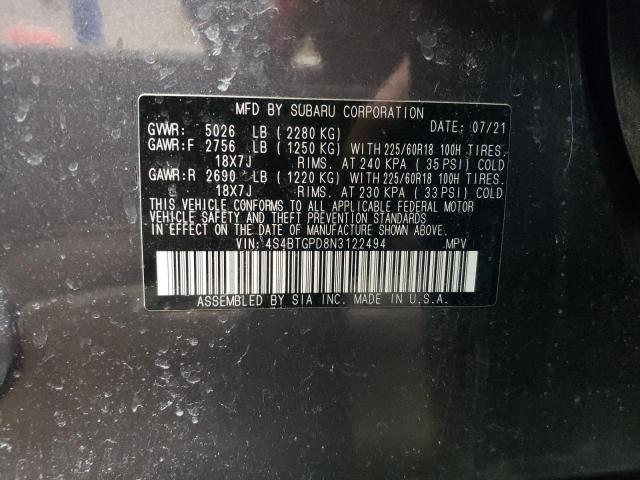 MFD BY SUBARU CORPORATION
GVWR: 5026 LB ( 2280 KG) DATE: 07/21
GAWR:F 2756 LB ( 1250 KG) WITH 225/60R18 100H TIRES.
18X7J RIMS. AT 240 KPA ( 35 PSI) COLD
GAWR:R 2690 LB ( 1220 KG) WITH 225/60R18 100H TIRES.
18X7J RIMS. AT 230 KPA ( 33 PSI) COLD
THIS VEHICLE CONFORMS TO ALL APPLICABLE FEDERAL MOTOR
VEHICLE SAFETY AND THEFT PREVENTION STANDARDS
IN EFFECT ON THE DATE OF MANUFACTURE SHOWN ABOVE.
VIN: 4S4BTGPD8N3122494 MPV
ASSEMBLED BY SIA INC. MADE IN U.S.A.